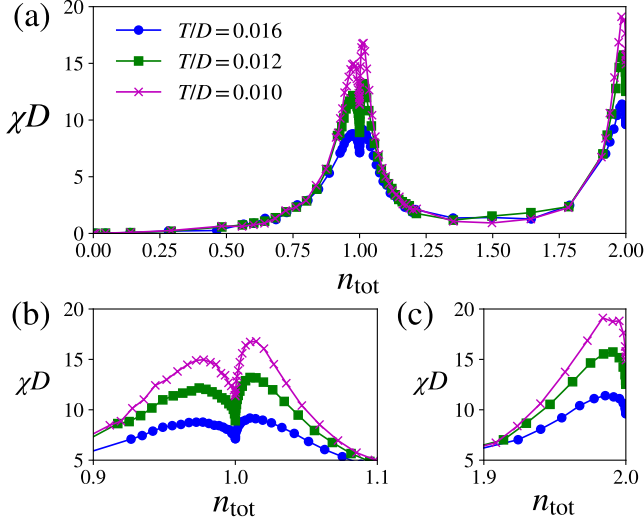 (a)
T/D = 0.016
T/D = 0.012
T/D = 0.010
χD
20
15
10
5
0
0.00 0.25 0.50 0.75 1.00 1.25 1.50 1.75 2.00
n_tot
(b)
χD
20
15
10
5
0.9 1.0 1.1
n_tot
(c)
χD
20
15
10
5
1.9 2.0
n_tot